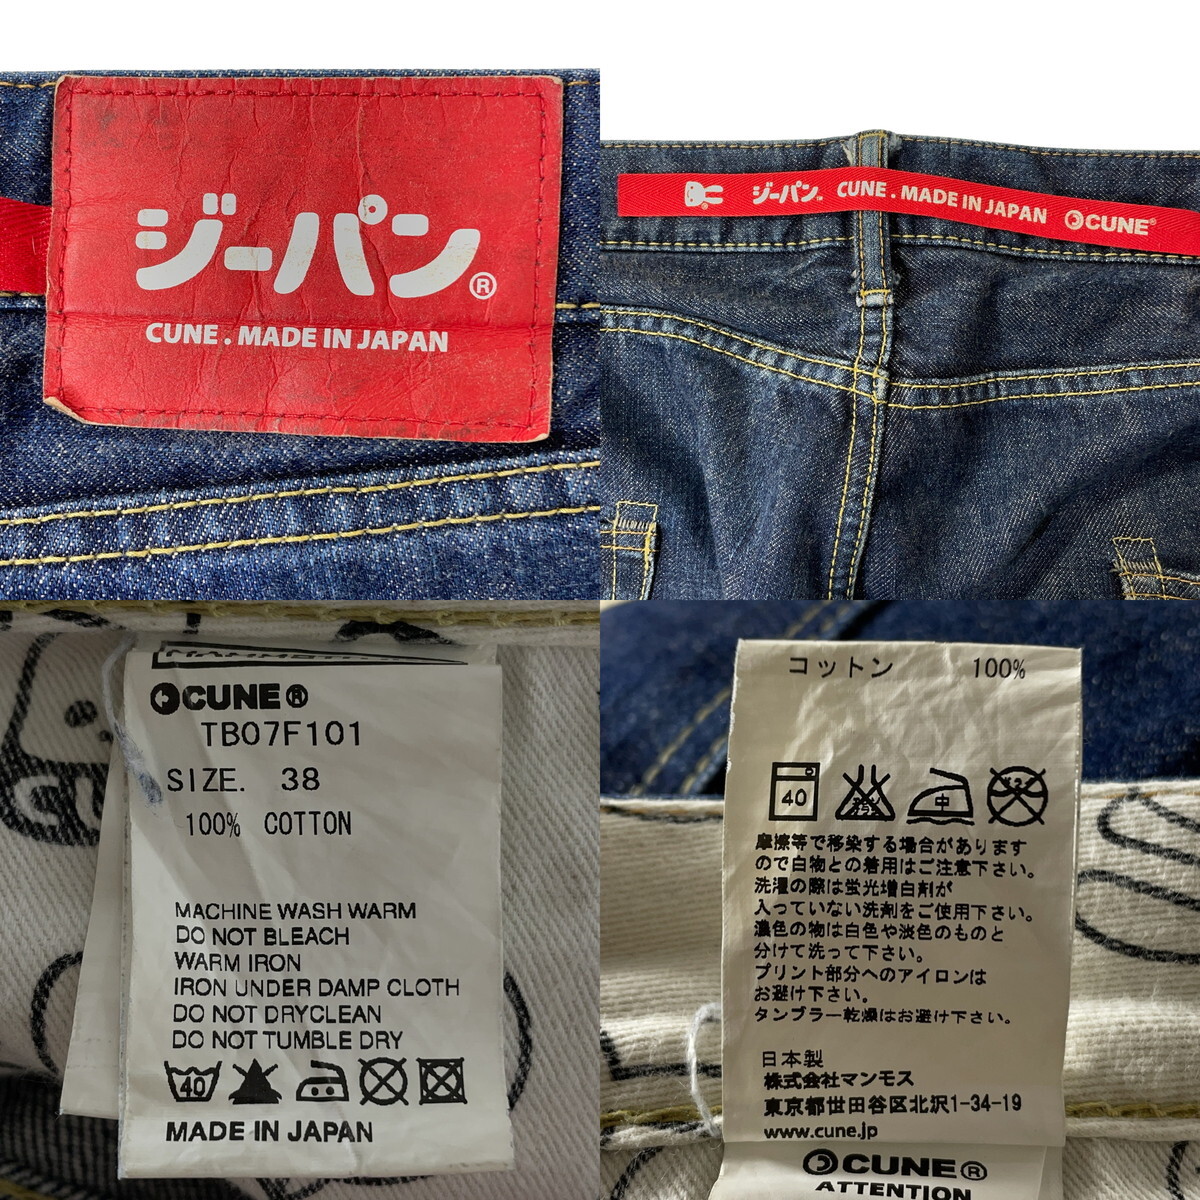 ジーパン®
CUNE . MADE IN JAPAN
ジーパン™ CUNE . MADE IN JAPAN CUNE®
CUNE®
TB07F101
SIZE. 38
100% COTTON
MACHINE WASH WARM
DO NOT BLEACH
WARM IRON
IRON UNDER DAMP CLOTH
DO NOT DRYCLEAN
DO NOT TUMBLE DRY
40
MADE IN JAPAN
コットン 100%
40 中
摩擦等で移染する場合があります
ので白物との着用はご注意下さい。
洗濯の際は蛍光増白剤が
入っていない洗剤をご使用下さい。
濃色の物は白色や淡色のものと
分けて洗って下さい。
プリント部分へのアイロンは
お避け下さい。
タンブラー乾燥はお避け下さい。
日本製
株式会社マンモス
東京都世田谷区北沢1-34-19
www.cune.jp
CUNE®
ATTENTION